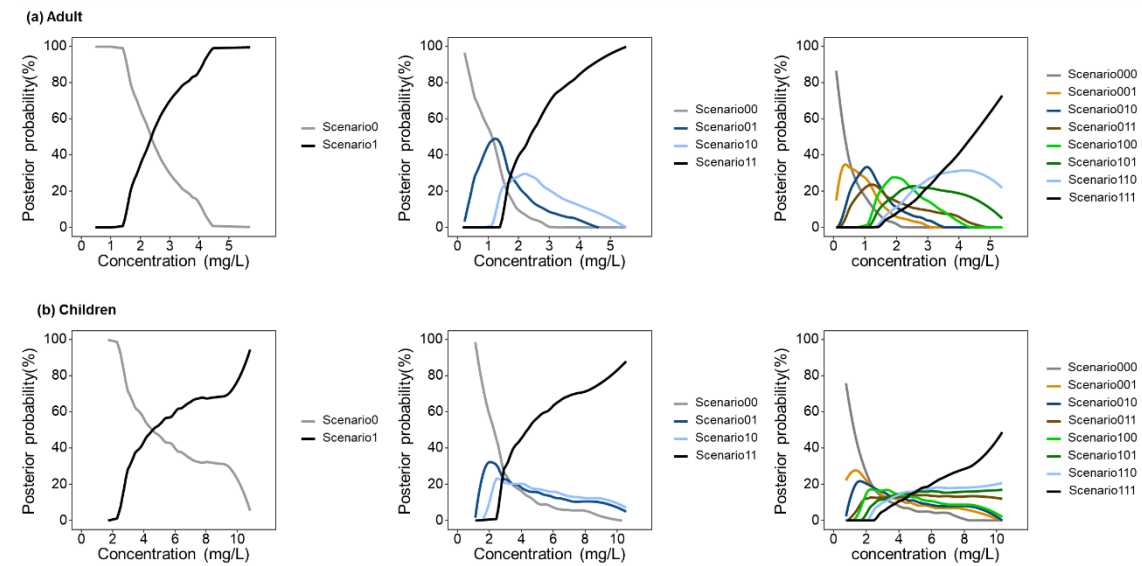 (a) Adult
Posterior probability(%)
100
80
60
40
20
0
1
2
3
4
5
Concentration (mg/L)
Scenario0
Scenario1
Posterior probability(%)
100
80
60
40
20
0
0
1
2
3
4
5
Concentration (mg/L)
Scenario00
Scenario01
Scenario10
Scenario11
Posterior probability(%)
100
80
60
40
20
0
0
1
2
3
4
5
concentration (mg/L)
Scenario000
Scenario001
Scenario010
Scenario011
Scenario100
Scenario101
Scenario110
Scenario111
(b) Children
Posterior probability(%)
100
80
60
40
20
0
0
2
4
6
8
10
Concentration (mg/L)
Scenario0
Scenario1
Posterior probability(%)
100
80
60
40
20
0
0
2
4
6
8
10
Concentration (mg/L)
Scenario00
Scenario01
Scenario10
Scenario11
Posterior probability(%)
100
80
60
40
20
0
0
2
4
6
8
10
concentration (mg/L)
Scenario000
Scenario001
Scenario010
Scenario011
Scenario100
Scenario101
Scenario110
Scenario111